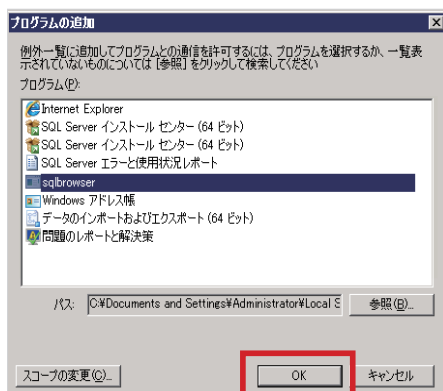 プログラムの追加
例外一覧に追加してプログラムとの通信を許可するには、プログラムを選択するか、一覧表
示されていないものについては [参照] をクリックして検索してください
プログラム(P):
Internet Explorer
SQL Server インストール センター (64 ビット)
SQL Server インストール センター (64 ビット)
SQL Server エラーと使用状況レポート
sqlbrowser
Windows アドレス帳
データのインポートおよびエクスポート (64 ビット)
問題のレポートと解決策
パス: C:¥Documents and Settings¥Administrator¥Local S 参照(B)...
スコープの変更(C)... OK キャンセル